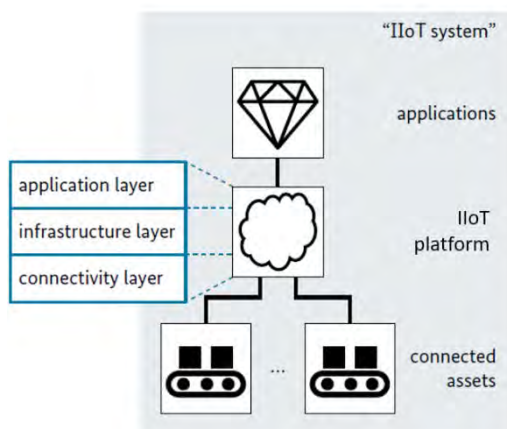 “IIoT system”
applications
application layer
infrastructure layer
connectivity layer
IIoT
platform
...
connected
assets